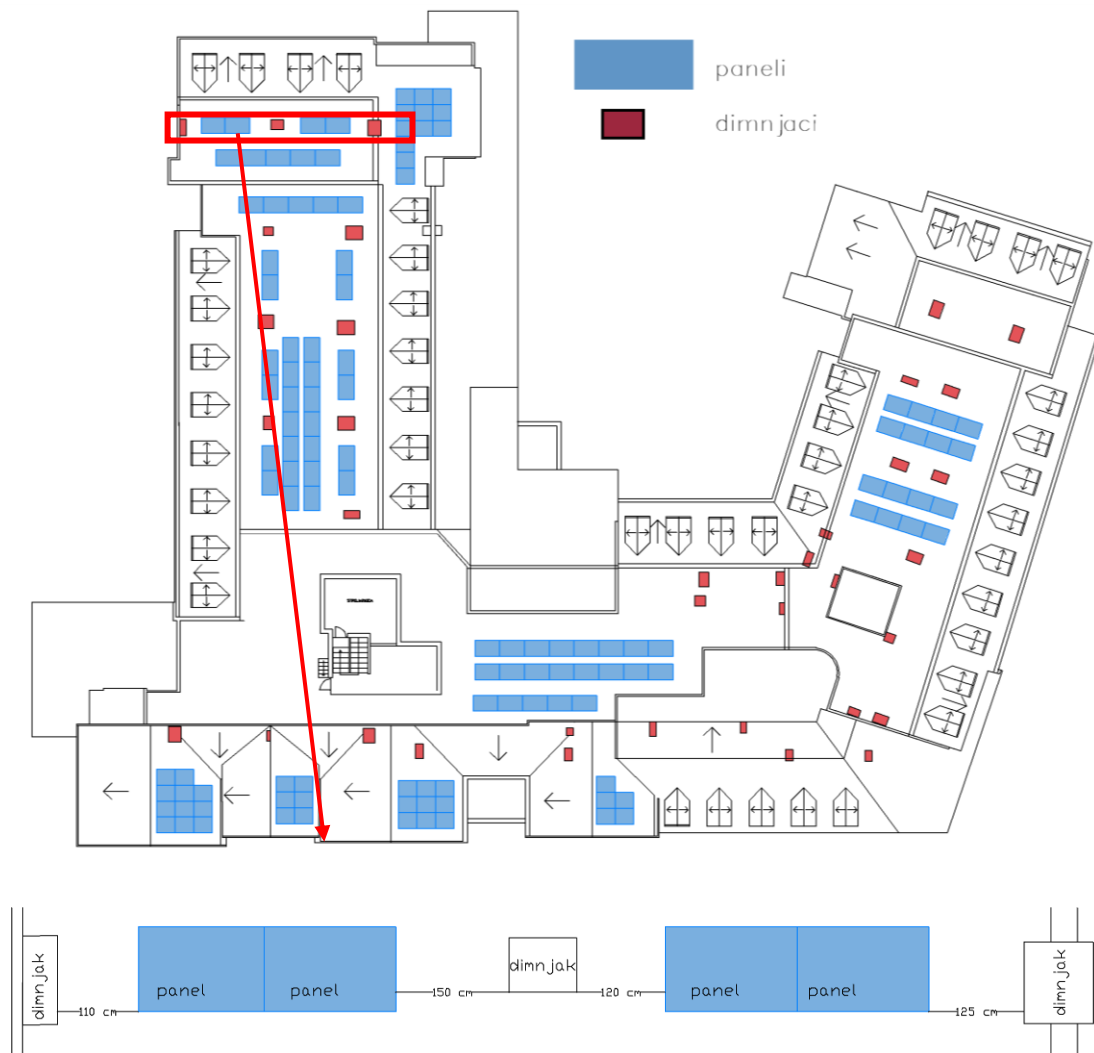 paneli
dimnjaci
dimnjak
110 cm
panel
panel
150 cm
dimnjak
120 cm
panel
panel
125 cm
dimnjak